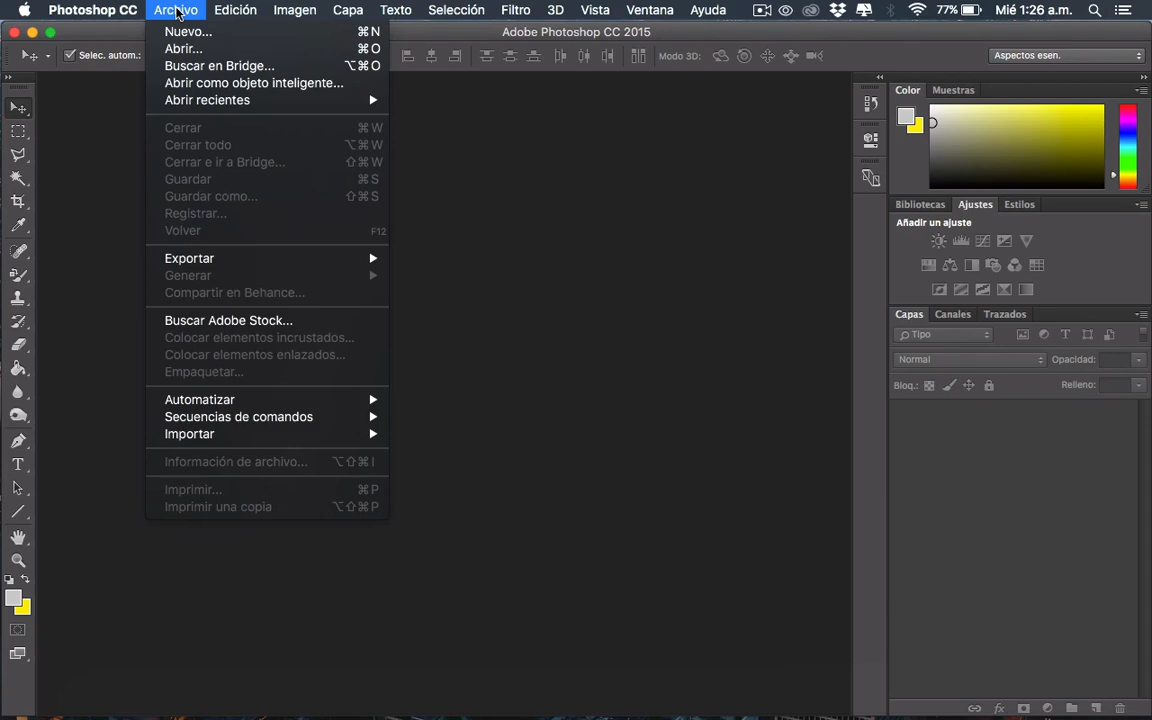 Photoshop CC Archivo Edición Imagen Capa Texto Selección Filtro 3D Vista Ventana Ayuda 77% Mié 1:26 a.m.
Adobe Photoshop CC 2015
Selec. autom.: Modo 3D: Aspectos esen.
Nuevo... ⌘N
Abrir... ⌘O
Buscar en Bridge... ⌥⌘O
Abrir como objeto inteligente...
Abrir recientes
Cerrar ⌘W
Cerrar todo ⌥⌘W
Cerrar e ir a Bridge... ⇧⌘W
Guardar ⌘S
Guardar como... ⇧⌘S
Registrar...
Volver F12
Exportar
Generar
Compartir en Behance...
Buscar Adobe Stock...
Colocar elementos incrustados...
Colocar elementos enlazados...
Empaquetar...
Automatizar
Secuencias de comandos
Importar
Información de archivo... ⌥⇧⌘I
Imprimir... ⌘P
Imprimir una copia ⌥⇧⌘P
Color Muestras
Bibliotecas Ajustes Estilos
Añadir un ajuste
Capas Canales Trazados
Tipo
Normal Opacidad:
Bloq.: Relleno: